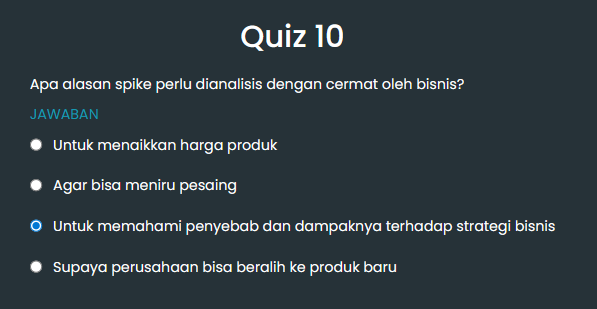 Quiz 10
Apa alasan spike perlu dianalisis dengan cermat oleh bisnis?
JAWABAN
Untuk menaikkan harga produk
Agar bisa meniru pesaing
Untuk memahami penyebab dan dampaknya terhadap strategi bisnis
Supaya perusahaan bisa beralih ke produk baru